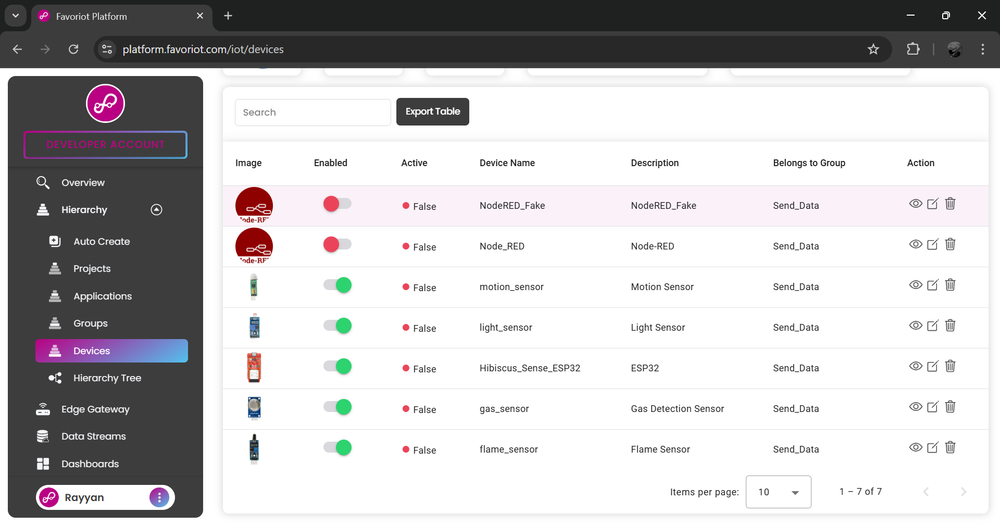 Favoriot Platform
platform.favoriot.com/iot/devices
DEVELOPER ACCOUNT
Overview
Hierarchy
Auto Create
Projects
Applications
Groups
Devices
Hierarchy Tree
Edge Gateway
Data Streams
Dashboards
Rayyan
Search
Export Table
Image Enabled Active Device Name Description Belongs to Group Action
Node-RED False NodeRED_Fake NodeRED_Fake Send_Data
Node-RED False Node_RED Node-RED Send_Data
False motion_sensor Motion Sensor Send_Data
False light_sensor Light Sensor Send_Data
False Hibiscus_Sense_ESP32 ESP32 Send_Data
False gas_sensor Gas Detection Sensor Send_Data
False flame_sensor Flame Sensor Send_Data
Items per page: 10 1 – 7 of 7